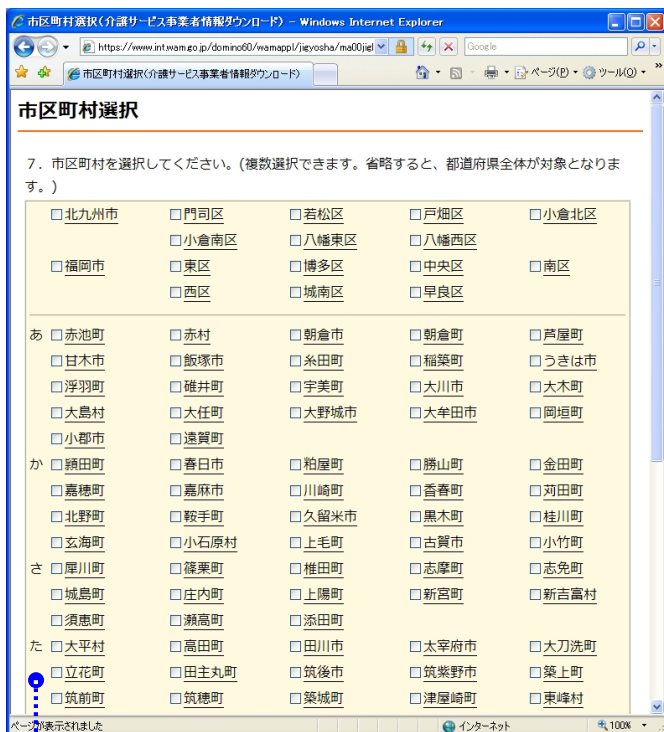 市区町村選択(介護サービス事業者情報ダウンロード) - Windows Internet Explorer
https://www.int.wam.go.jp/domino60/wamappl/jigyosha/ma00jigl
Google
市区町村選択(介護サービス事業者情報ダウンロード)
ページ(P) ツール(O) »
市区町村選択
7. 市区町村を選択してください。(複数選択できます。省略すると、都道府県全体が対象となりま
す。)
北九州市 門司区 若松区 戸畑区 小倉北区
小倉南区 八幡東区 八幡西区
福岡市 東区 博多区 中央区 南区
西区 城南区 早良区
あ 赤池町 赤村 朝倉市 朝倉町 芦屋町
甘木市 飯塚市 糸田町 稲築町 うきは市
浮羽町 碓井町 宇美町 大川市 大木町
大島村 大任町 大野城市 大牟田市 岡垣町
小郡市 遠賀町
か 頴田町 春日市 粕屋町 勝山町 金田町
嘉穂町 嘉麻市 川崎町 香春町 苅田町
北野町 鞍手町 久留米市 黒木町 桂川町
玄海町 小石原村 上毛町 古賀市 小竹町
さ 犀川町 篠栗町 椎田町 志摩町 志免町
城島町 庄内町 上陽町 新宮町 新吉富村
須恵町 瀬高町 添田町
た 大平村 高田町 田川市 太宰府市 大刀洗町
立花町 田主丸町 筑後市 筑紫野市 築上町
筑前町 筑穂町 築城町 津屋崎町 東峰村
ページが表示されました インターネット 100%